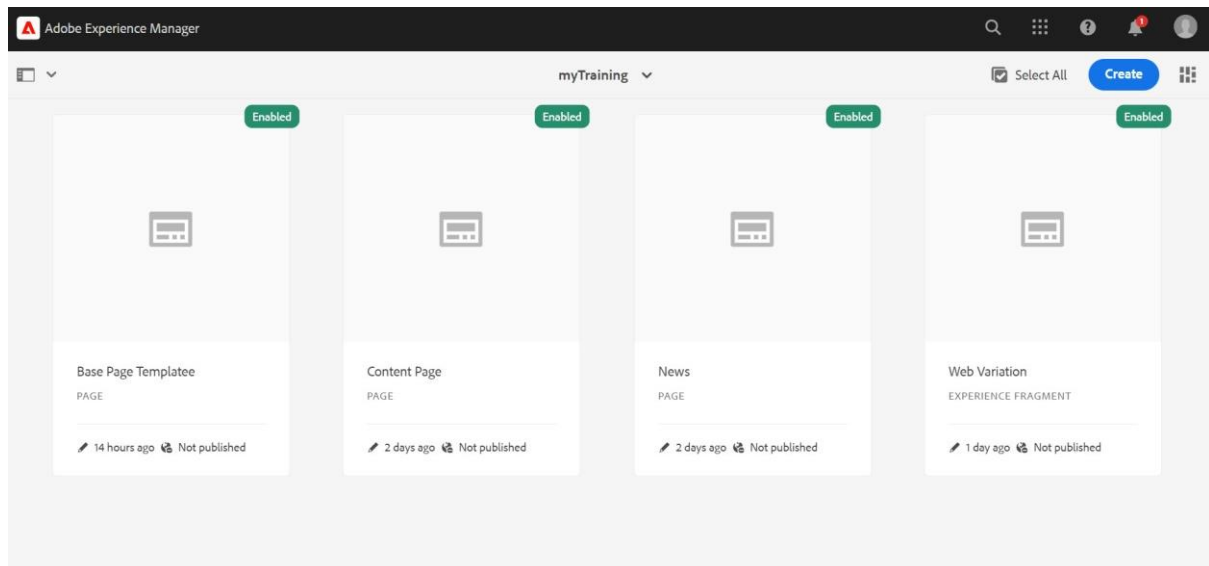 Adobe Experience Manager
1
myTraining
Select All
Create
Enabled
Enabled
Enabled
Enabled
Base Page Templatee
PAGE
14 hours ago Not published
Content Page
PAGE
2 days ago Not published
News
PAGE
2 days ago Not published
Web Variation
EXPERIENCE FRAGMENT
1 day ago Not published